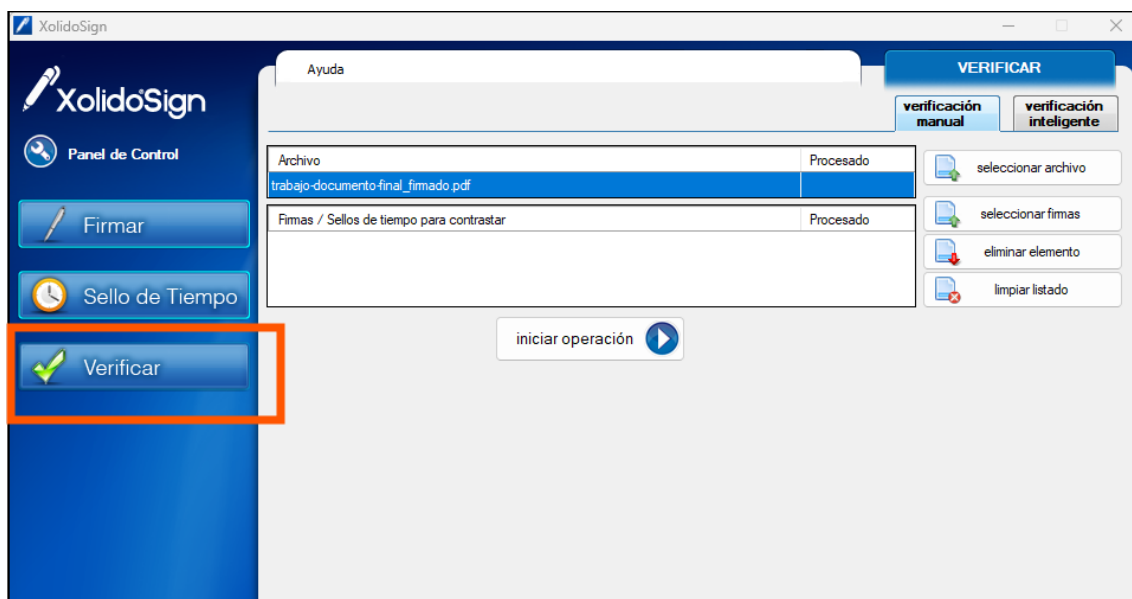 XolidoSign
XolidoSign
Panel de Control
Firmar
Sello de Tiempo
Verificar
Ayuda
VERIFICAR
verificación
manual
verificación
inteligente
Archivo Procesado
trabajo-documento-final_firmado.pdf
Firmas / Sellos de tiempo para contrastar Procesado
seleccionar archivo
seleccionar firmas
eliminar elemento
limpiar listado
iniciar operación